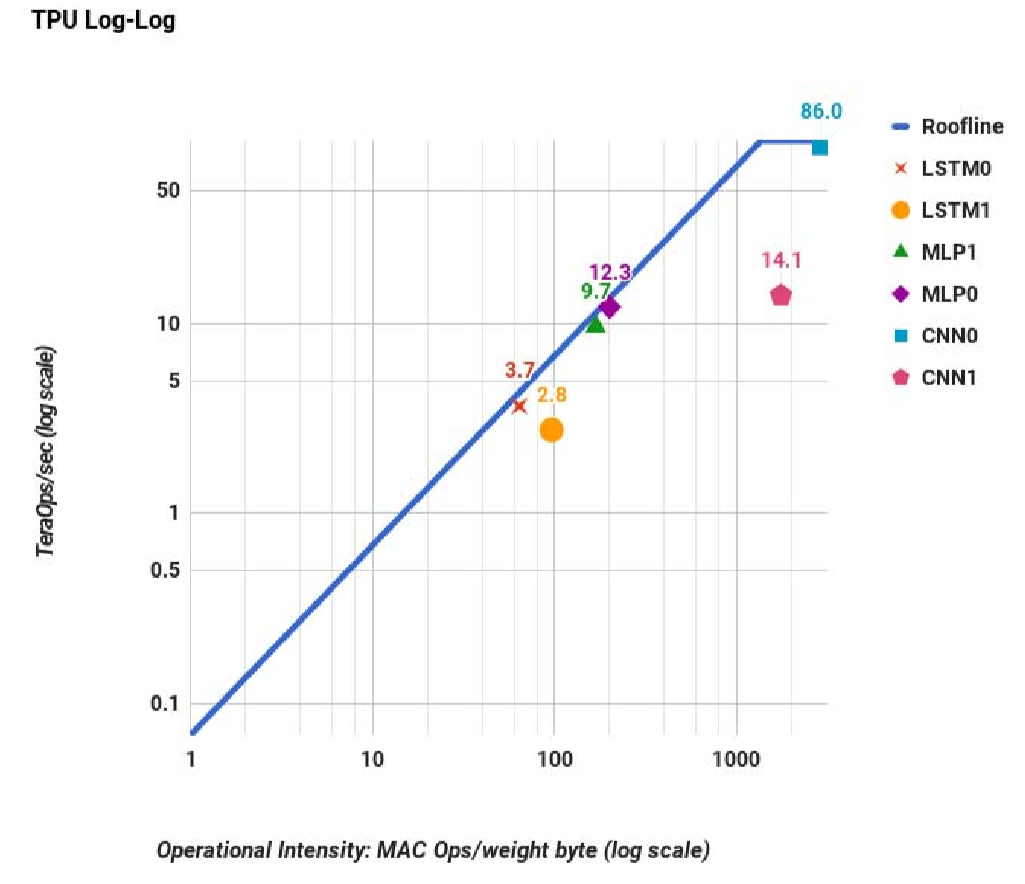 TPU Log-Log
86.0
Roofline
LSTM0
LSTM1
MLP1
MLP0
CNN0
CNN1
50
14.1
12.3
9.7
10
3.7
5
2.8
1
0.5
0.1
1 10 100 1000
TeraOps/sec (log scale)
Operational Intensity: MAC Ops/weight byte (log scale)